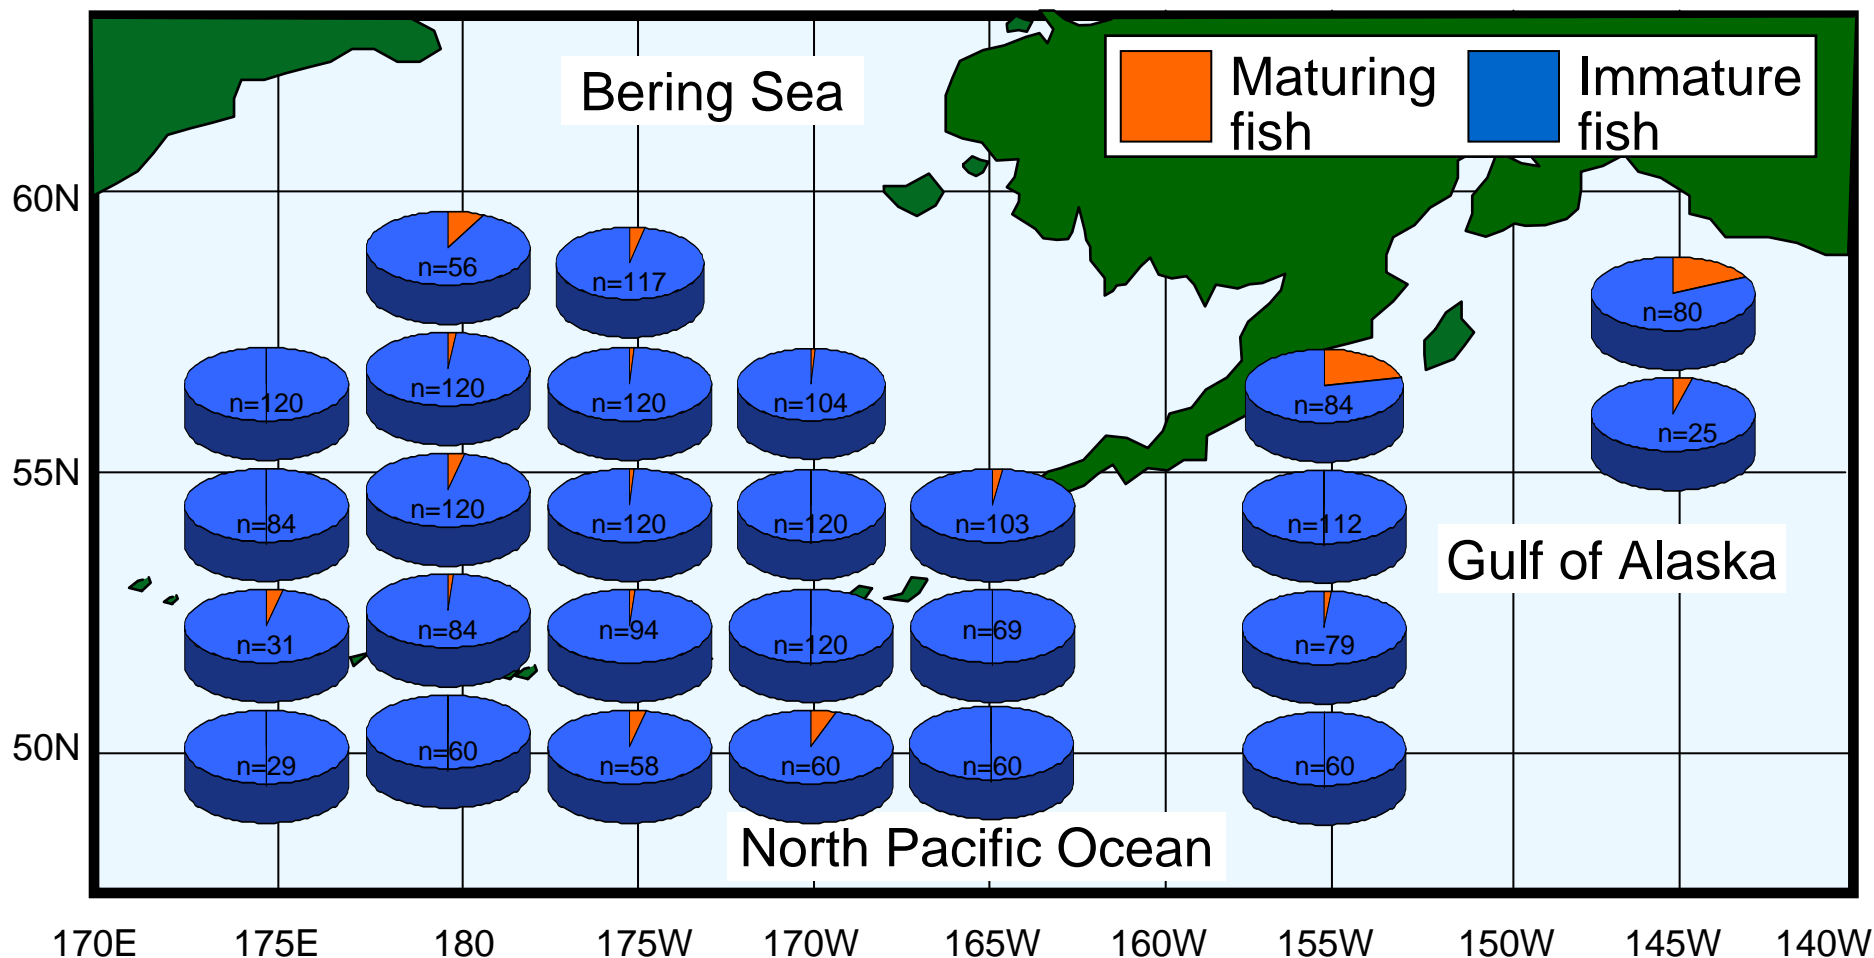 Bering Sea
Maturing
fish
Immature
fish
60N
n=56
n=117
n=80
n=120
n=120
n=120
n=104
n=84
n=25
55N
n=84
n=120
n=120
n=120
n=103
n=112
Gulf of Alaska
n=31
n=84
n=94
n=120
n=69
n=79
50N
n=29
n=60
n=58
n=60
n=60
n=60
North Pacific Ocean
170E 175E 180 175W 170W 165W 160W 155W 150W 145W 140W